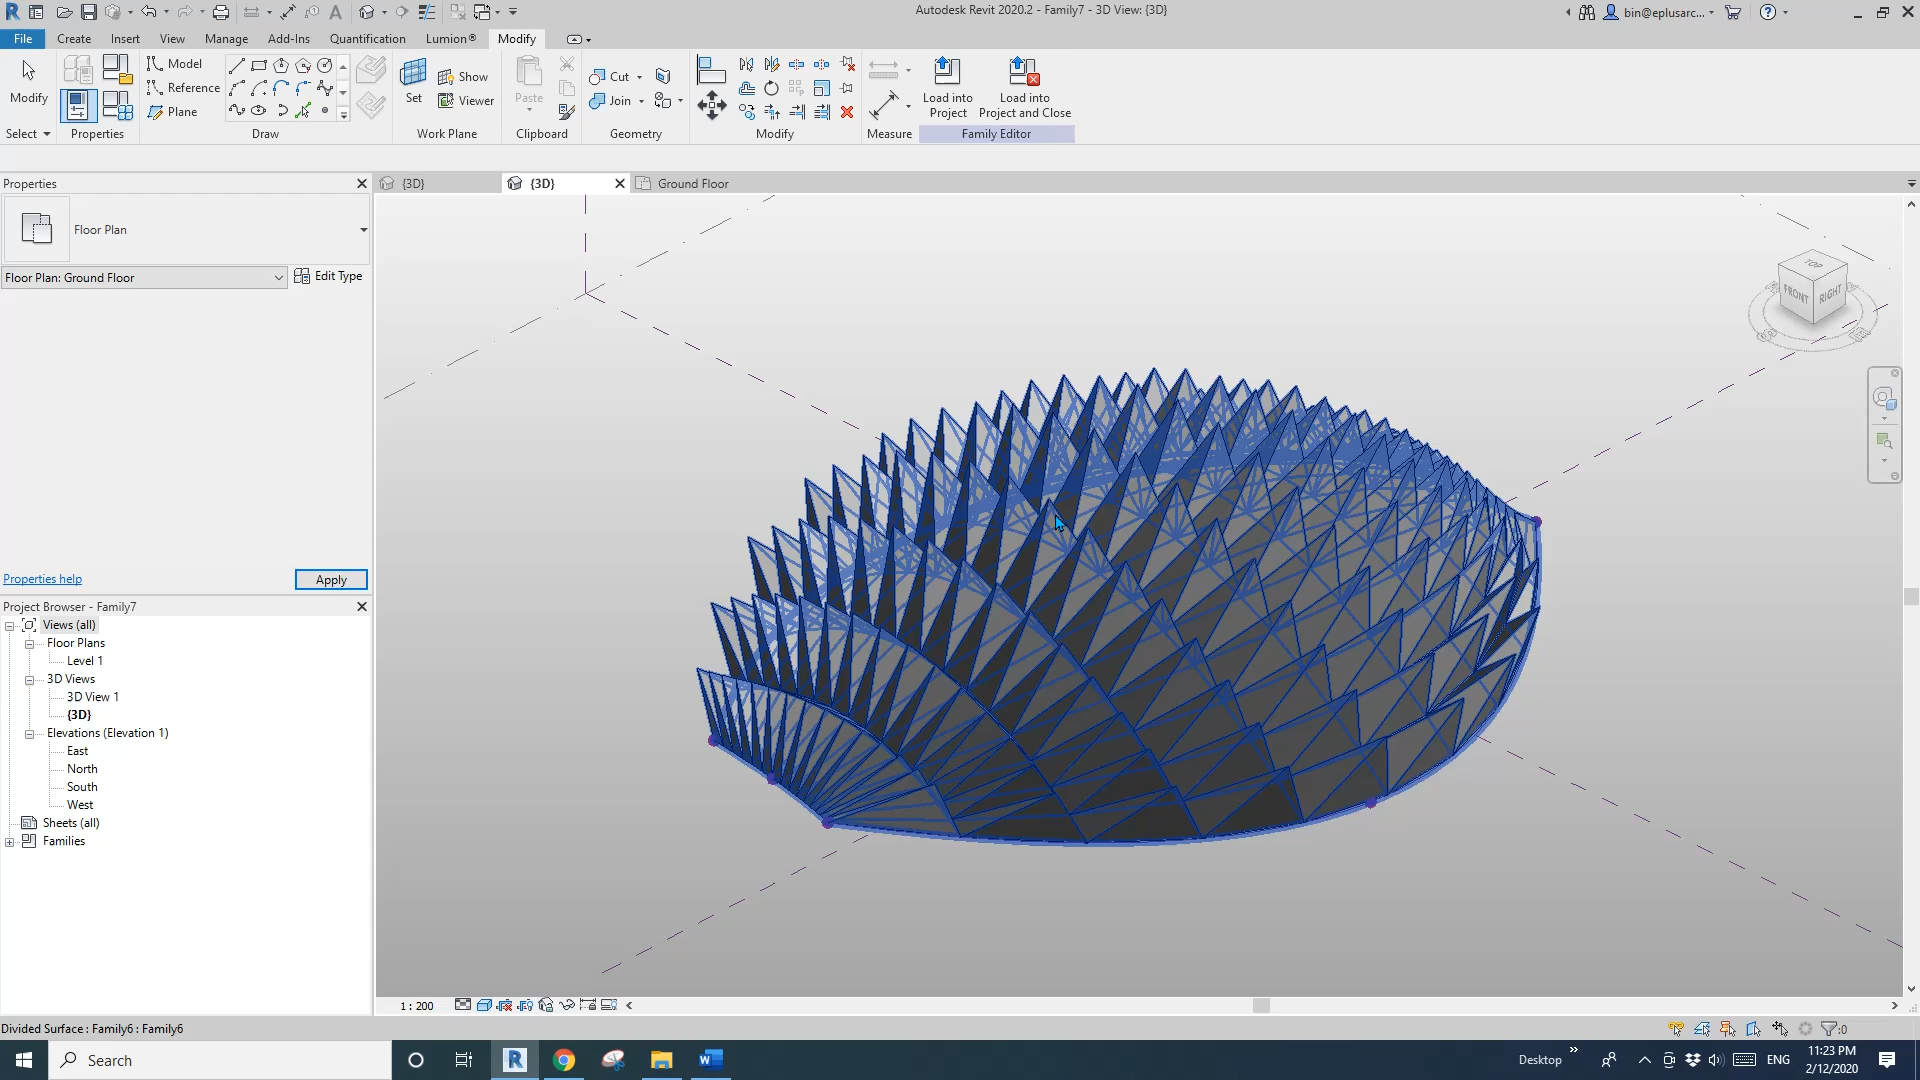 Autodesk Revit 2020.2 - Family7 - 3D View: {3D}
bin@eplusarc...
File Create Insert View Manage Add-Ins Quantification Lumion® Modify
Modify
Select
Properties
Model
Reference
Plane
Draw
Set
Show
Viewer
Work Plane
Paste
Clipboard
Cut
Join
Geometry
Modify
Measure
Load into
Project
Load into
Project and Close
Family Editor
Properties
{3D}
{3D}
Ground Floor
Floor Plan
Floor Plan: Ground Floor
Edit Type
TOP
FRONT
RIGHT
Properties help
Apply
Project Browser - Family7
Views (all)
Floor Plans
Level 1
3D Views
3D View 1
{3D}
Elevations (Elevation 1)
East
North
South
West
Sheets (all)
Families
1 : 200
Divided Surface : Family6 : Family6
:0
Search
Desktop
ENG
11:23 PM
2/12/2020